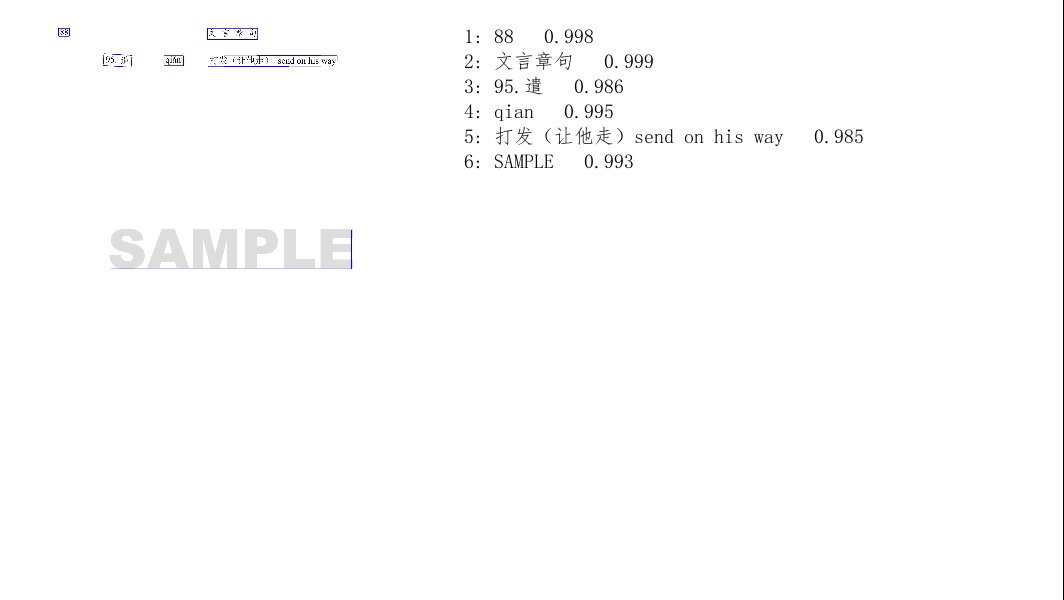 88 文言章句
95. 遣 qiǎn 打发（让他走） send on his way
SAMPLE
1: 88 0.998
2: 文言章句 0.999
3: 95.遣 0.986
4: qian 0.995
5: 打发（让他走）send on his way 0.985
6: SAMPLE 0.993